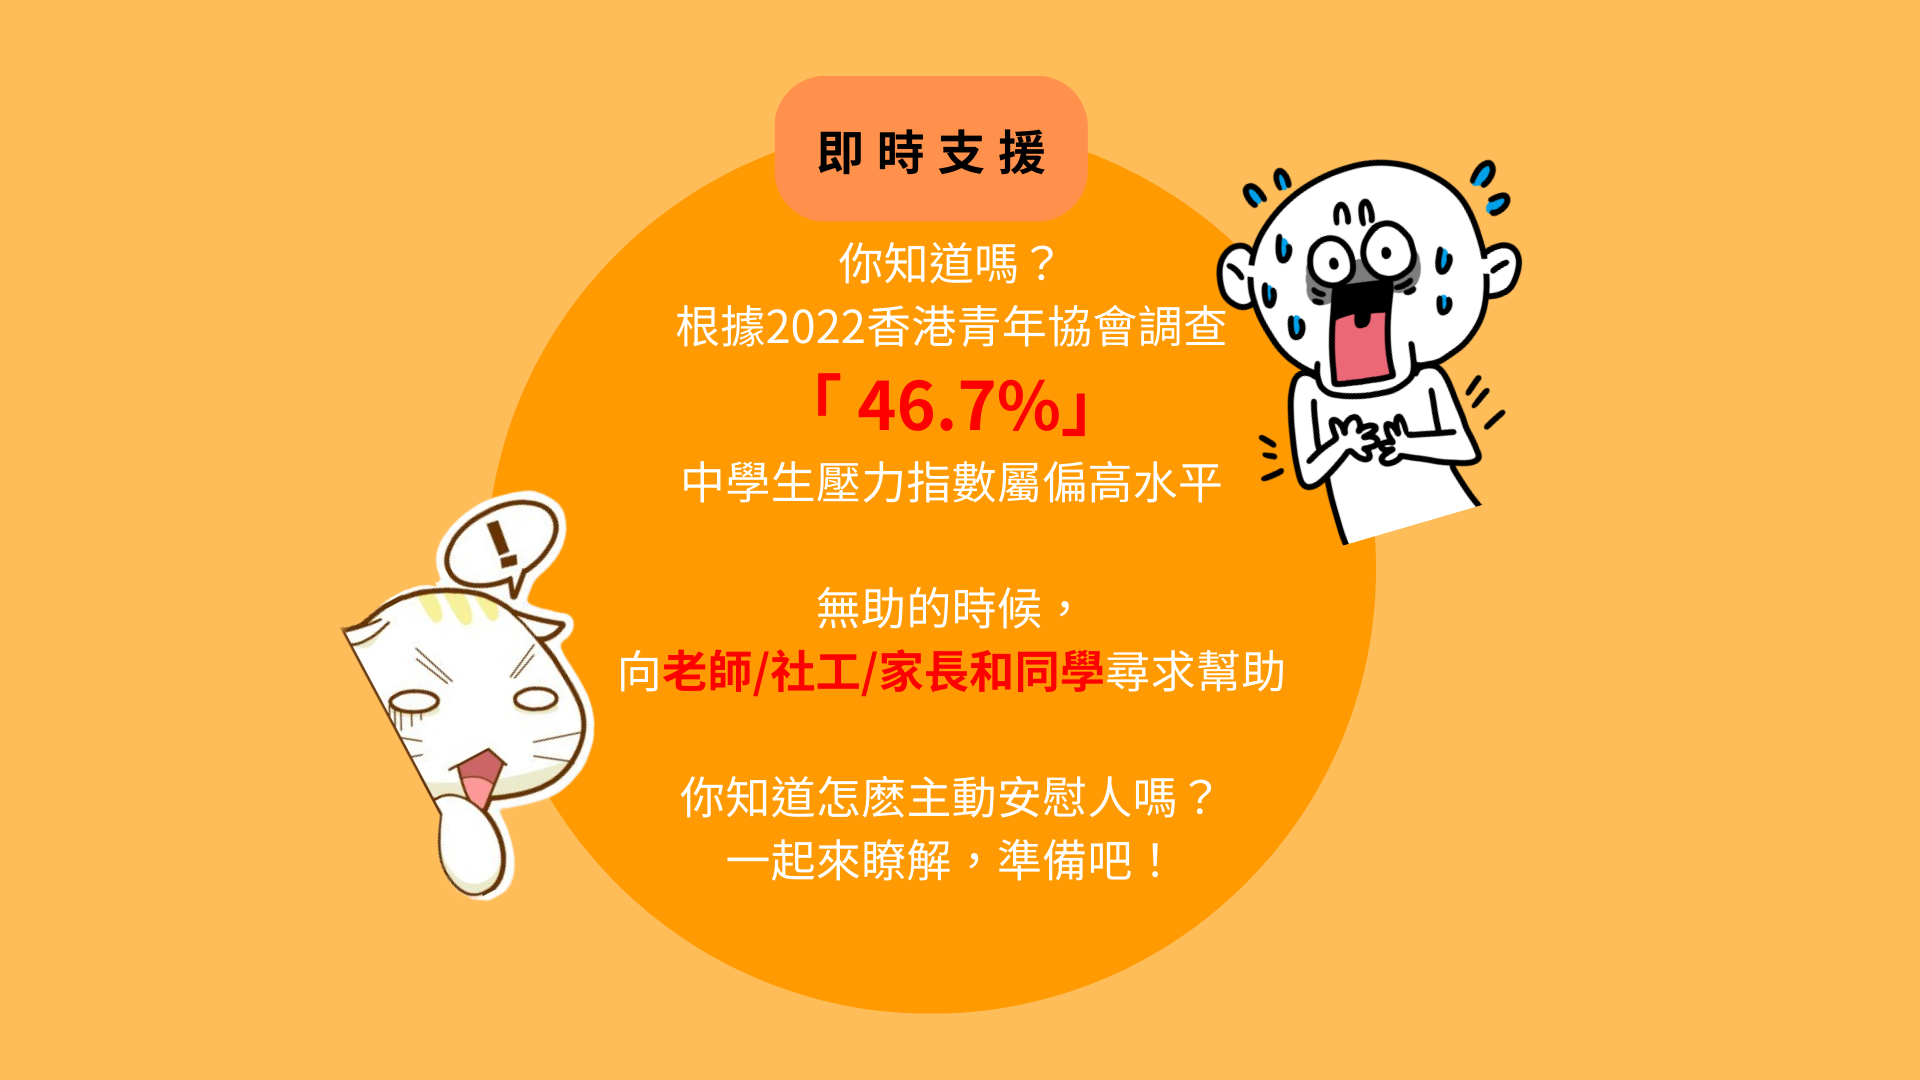 即時支援
你知道嗎？
根據2022香港青年協會調查
「 46.7%」
中學生壓力指數屬偏高水平
無助的時候，
向老師/社工/家長和同學尋求幫助
你知道怎麽主動安慰人嗎？
一起來瞭解，準備吧！
!